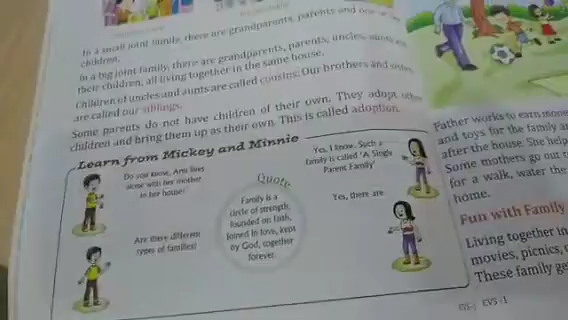 In a small joint family, there are grandparents, parents and one or
children.
In a big joint family, there are grandparents, parents, uncles, aunts and
their children, all living together in the same house.
Children of uncles and aunts are called cousins. Our brothers and sisters
are called our siblings.
Some parents do not have children of their own. They adopt other
children and bring them up as their own. This is called adoption.
Learn from Mickey and Minnie
Do you know, Anu lives
alone with her mother
in her house?
Yes, I know. Such a
family is called 'A Single
Parent Family'
Quote
Family is a
circle of strength,
founded on faith,
joined in love, kept
by God, together
forever.
Are there different
types of families?
Yes, there are.
Father works to earn money
and toys for the family an
after the house. She help
Some mothers go out t
for a walk, water the
home.
Fun with Family
Living together in
movies, picnics,
These family ge
EVS - 1